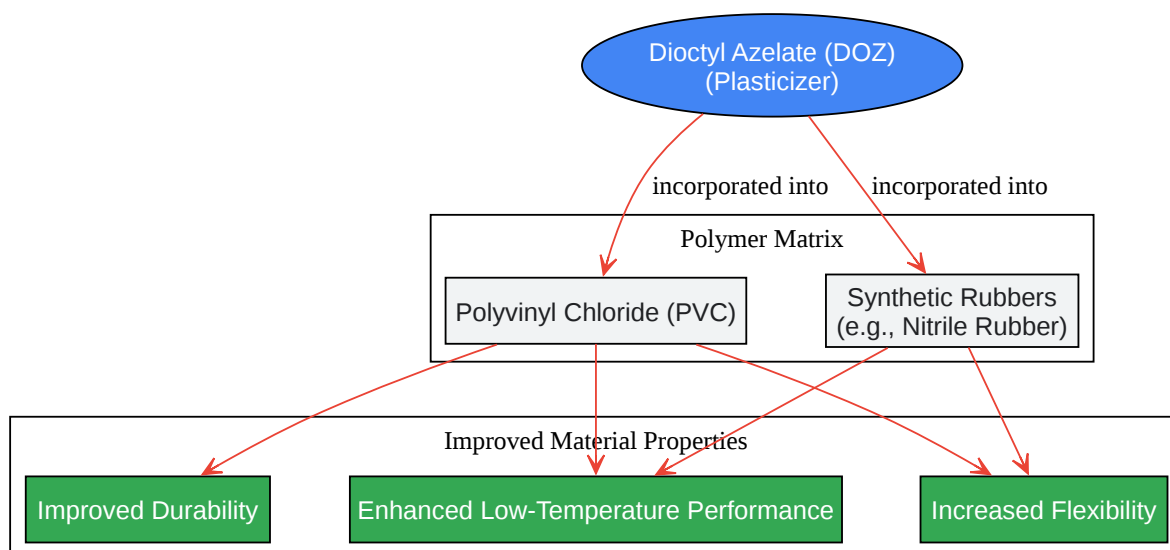 Dioctyl Azelate (DOZ)
(Plasticizer)
incorporated into
incorporated into
Polymer Matrix
Polyvinyl Chloride (PVC)
Synthetic Rubbers
(e.g., Nitrile Rubber)
Improved Material Properties
Improved Durability
Enhanced Low-Temperature Performance
Increased Flexibility